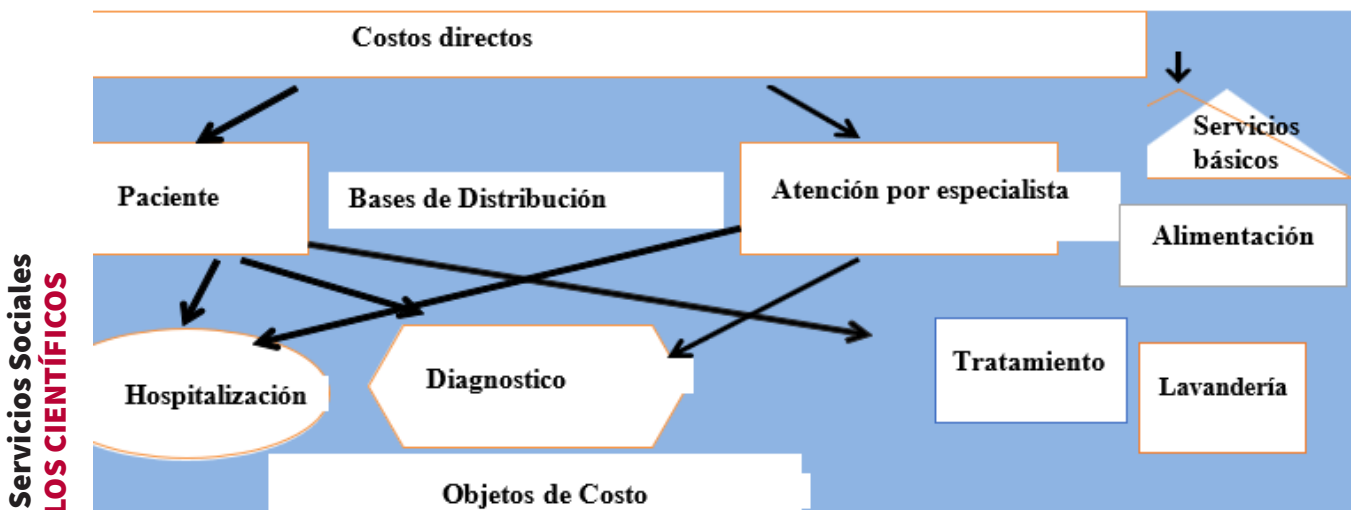 Costos directos
Servicios
básicos
Paciente
Bases de Distribución
Atención por especialista
Alimentación
Hospitalización
Diagnostico
Tratamiento
Lavandería
Objetos de Costo
Servicios Sociales
LOS CIENTÍFICOS